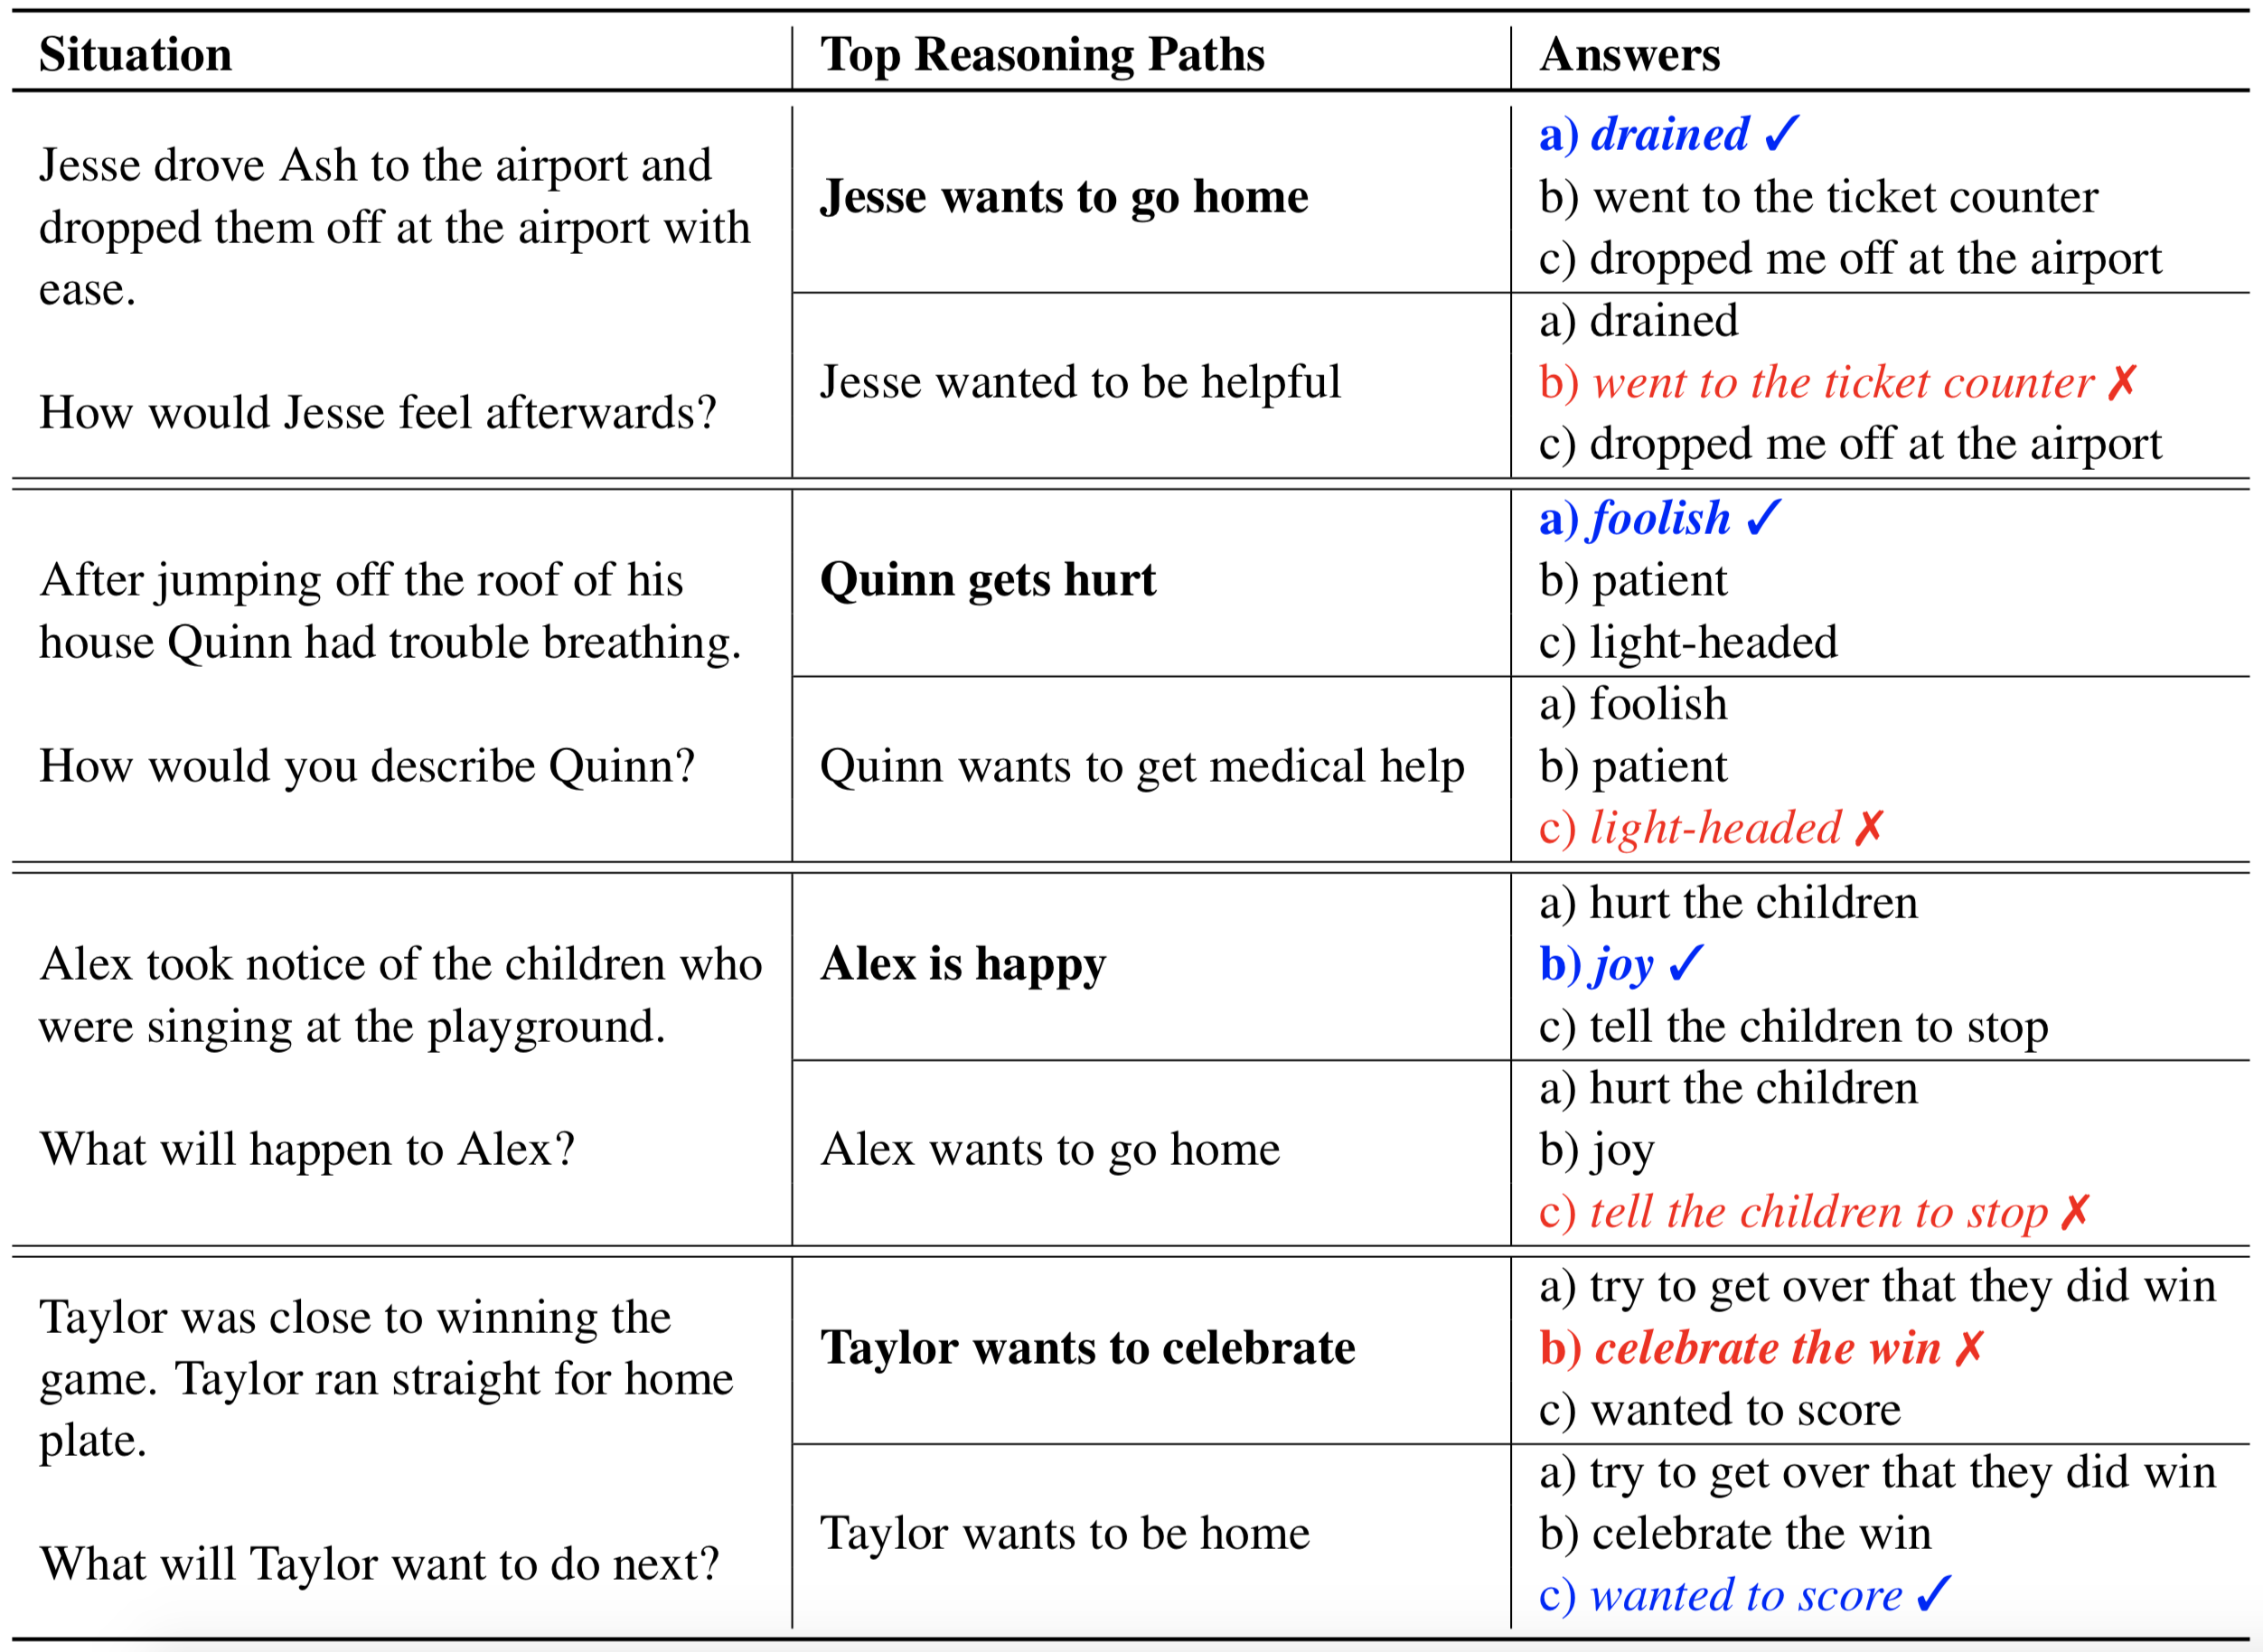 Situation
Top Reasoning Paths
Answers
Jesse drove Ash to the airport and
dropped them off at the airport with
ease.
How would Jesse feel afterwards?
Jesse wants to go home
a) drained ✓
b) went to the ticket counter
c) dropped me off at the airport
Jesse wanted to be helpful
a) drained
b) went to the ticket counter ✗
c) dropped me off at the airport
After jumping off the roof of his
house Quinn had trouble breathing.
How would you describe Quinn?
Quinn gets hurt
a) foolish ✓
b) patient
c) light-headed
Quinn wants to get medical help
a) foolish
b) patient
c) light-headed ✗
Alex took notice of the children who
were singing at the playground.
What will happen to Alex?
Alex is happy
a) hurt the children
b) joy ✓
c) tell the children to stop
Alex wants to go home
a) hurt the children
b) joy
c) tell the children to stop ✗
Taylor was close to winning the
game. Taylor ran straight for home
plate.
What will Taylor want to do next?
Taylor wants to celebrate
a) try to get over that they did win
b) celebrate the win ✗
c) wanted to score
Taylor wants to be home
a) try to get over that they did win
b) celebrate the win
c) wanted to score ✓